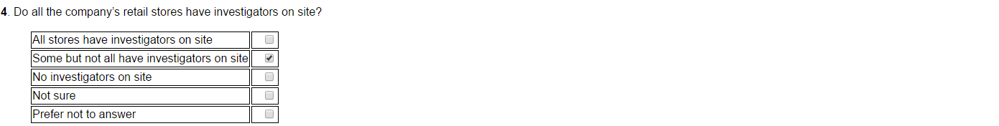 4. Do all the company's retail stores have investigators on site?
All stores have investigators on site
Some but not all have investigators on site
No investigators on site
Not sure
Prefer not to answer